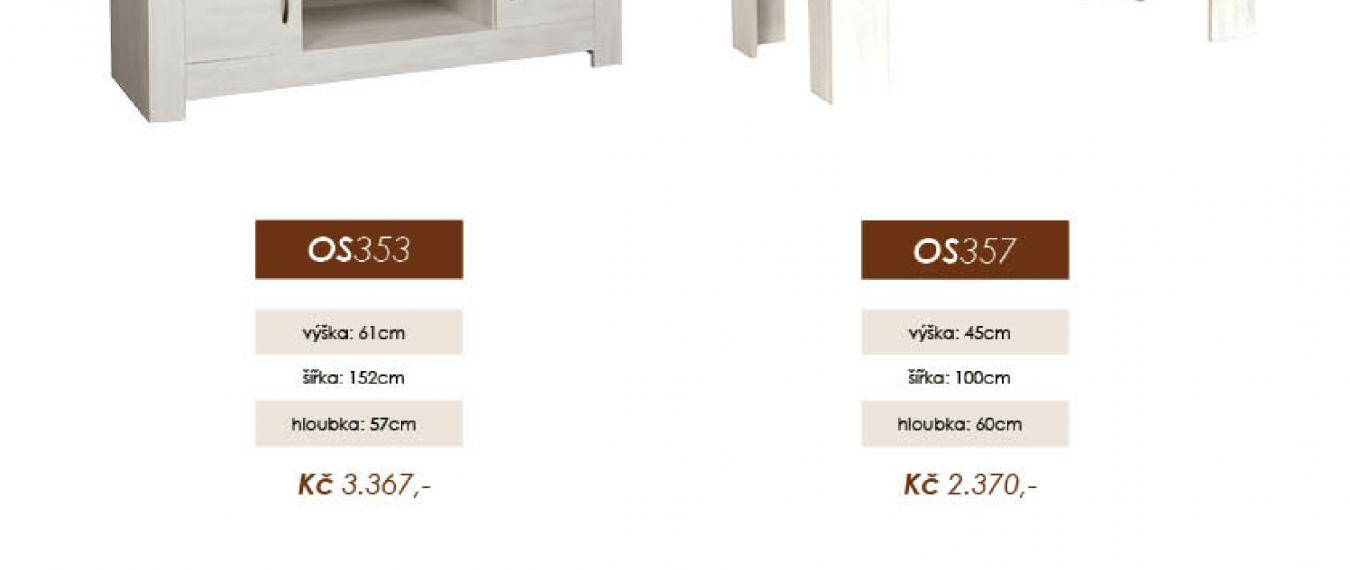 OS353
výška: 61cm
šířka: 152cm
hloubka: 57cm
Kč 3.367,-
OS357
výška: 45cm
šířka: 100cm
hloubka: 60cm
Kč 2.370,-